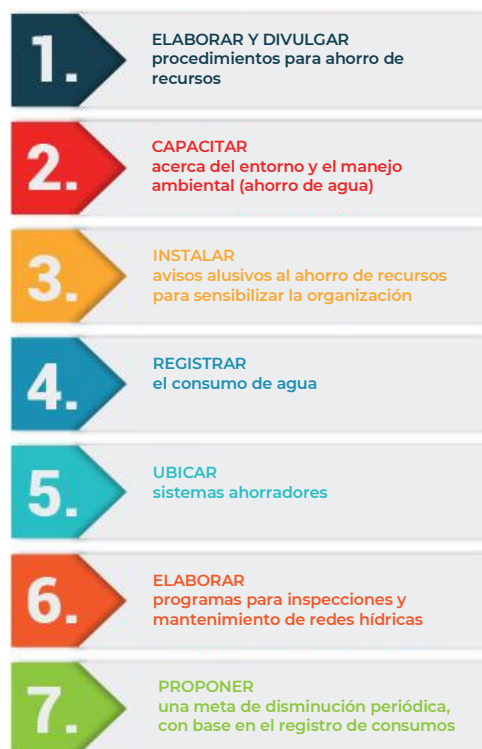 1.
ELABORAR Y DIVULGAR
procedimientos para ahorro de
recursos
2.
CAPACITAR
acerca del entorno y el manejo
ambiental (ahorro de agua)
3.
INSTALAR
avisos alusivos al ahorro de recursos
para sensibilizar la organización
4.
REGISTRAR
el consumo de agua
5.
UBICAR
sistemas ahorradores
6.
ELABORAR
programas para inspecciones y
mantenimiento de redes hídricas
7.
PROPONER
una meta de disminución periódica,
con base en el registro de consumos